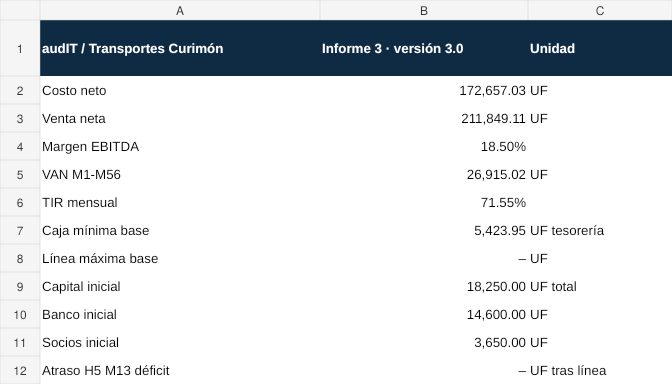 A B C
1 audIT / Transportes Curimón Informe 3 · versión 3.0 Unidad
2 Costo neto 172,657.03 UF
3 Venta neta 211,849.11 UF
4 Margen EBITDA 18.50%
5 VAN M1-M56 26,915.02 UF
6 TIR mensual 71.55%
7 Caja mínima base 5,423.95 UF tesorería
8 Línea máxima base – UF
9 Capital inicial 18,250.00 UF total
10 Banco inicial 14,600.00 UF
11 Socios inicial 3,650.00 UF
12 Atraso H5 M13 déficit – UF tras línea